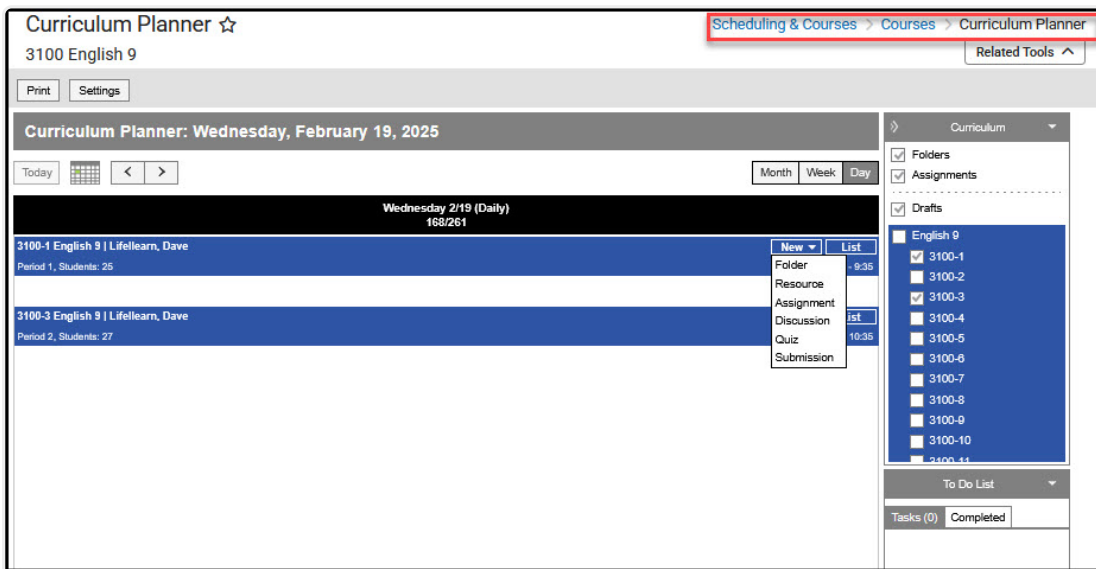 Curriculum Planner
Scheduling & Courses > Courses > Curriculum Planner
3100 English 9
Related Tools
Print Settings
Curriculum Planner: Wednesday, February 19, 2025
Today < >
Month Week Day
Wednesday 2/19 (Daily)
168/261
3100-1 English 9 | Lifellearn, Dave
New List
Period 1, Students: 25
- 9:35
Folder
Resource
Assignment
Discussion
Quiz
Submission
3100-3 English 9 | Lifellearn, Dave
Period 2, Students: 27
10:35
Curriculum
Folders
Assignments
Drafts
English 9
3100-1
3100-2
3100-3
3100-4
3100-5
3100-6
3100-7
3100-8
3100-9
3100-10
3100-11
To Do List
Tasks (0) Completed